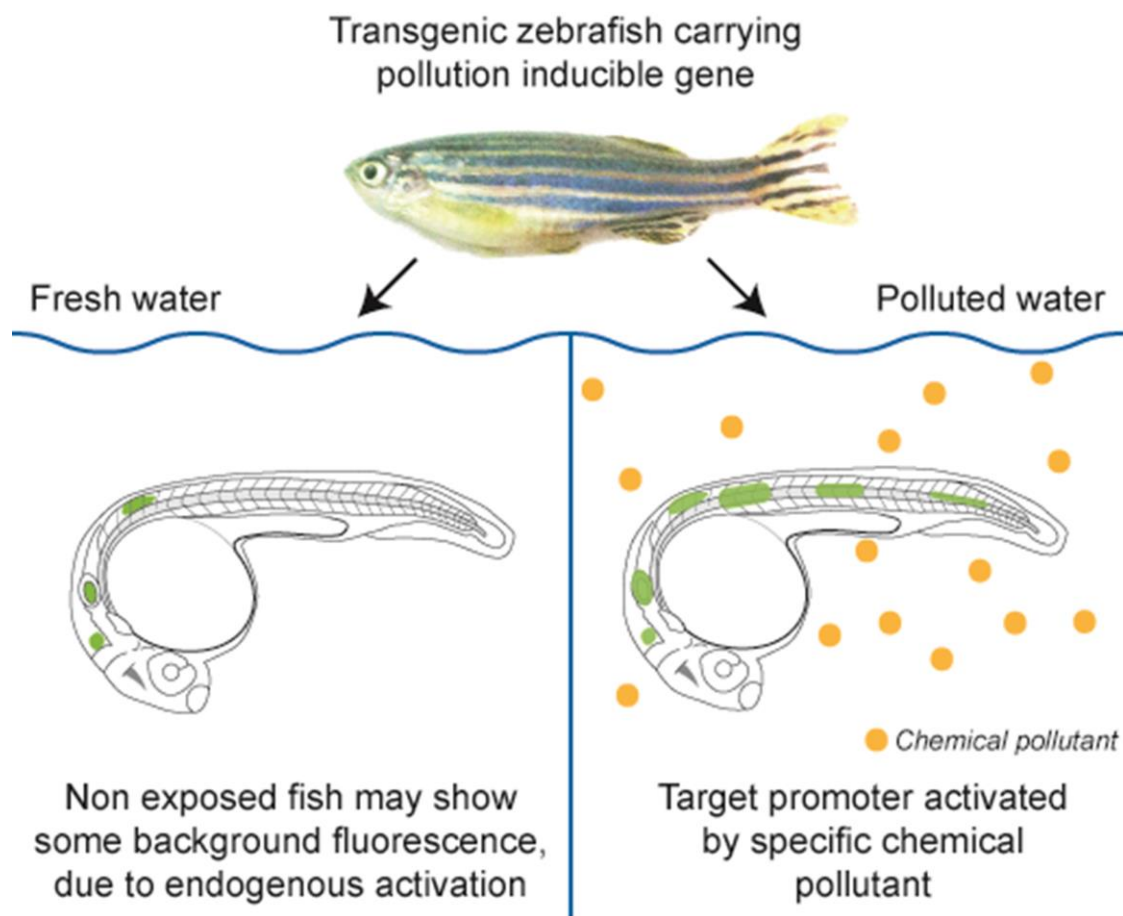 Transgenic zebrafish carrying
pollution inducible gene
Fresh water
Polluted water
Chemical pollutant
Non exposed fish may show
some background fluorescence,
due to endogenous activation
Target promoter activated
by specific chemical
pollutant